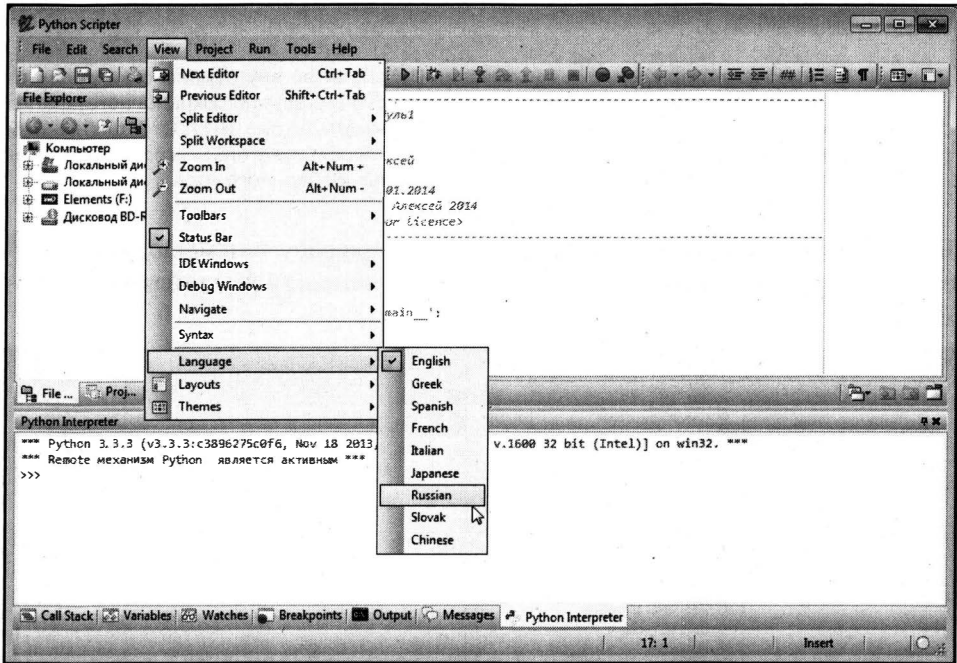 Python Scripter
File Edit Search View Project Run Tools Help
File Explorer
Компьютер
Локальный ди
Локальный ди
Elements (F:)
Дисковод BD-R
Next Editor Ctrl+Tab
Previous Editor Shift+Ctrl+Tab
Split Editor
Split Workspace
Zoom In Alt+Num +
Zoom Out Alt+Num -
Toolbars
Status Bar
IDE Windows
Debug Windows
Navigate
Syntax
Language
Layouts
Themes
уль1
ксей
01.2014
Алексей 2014
ur licence>
main__':
English
Greek
Spanish
French
Italian
Japanese
Russian
Slovak
Chinese
File ... Proj...
Python Interpreter
*** Python 3.3.3 (v3.3.3:c3896275c0f6, Nov 18 2013, v.1600 32 bit (Intel)] on win32. ***
*** Remote механизм Python является активным ***
>>>
Call Stack Variables Watches Breakpoints Output Messages Python Interpreter
17: 1 Insert